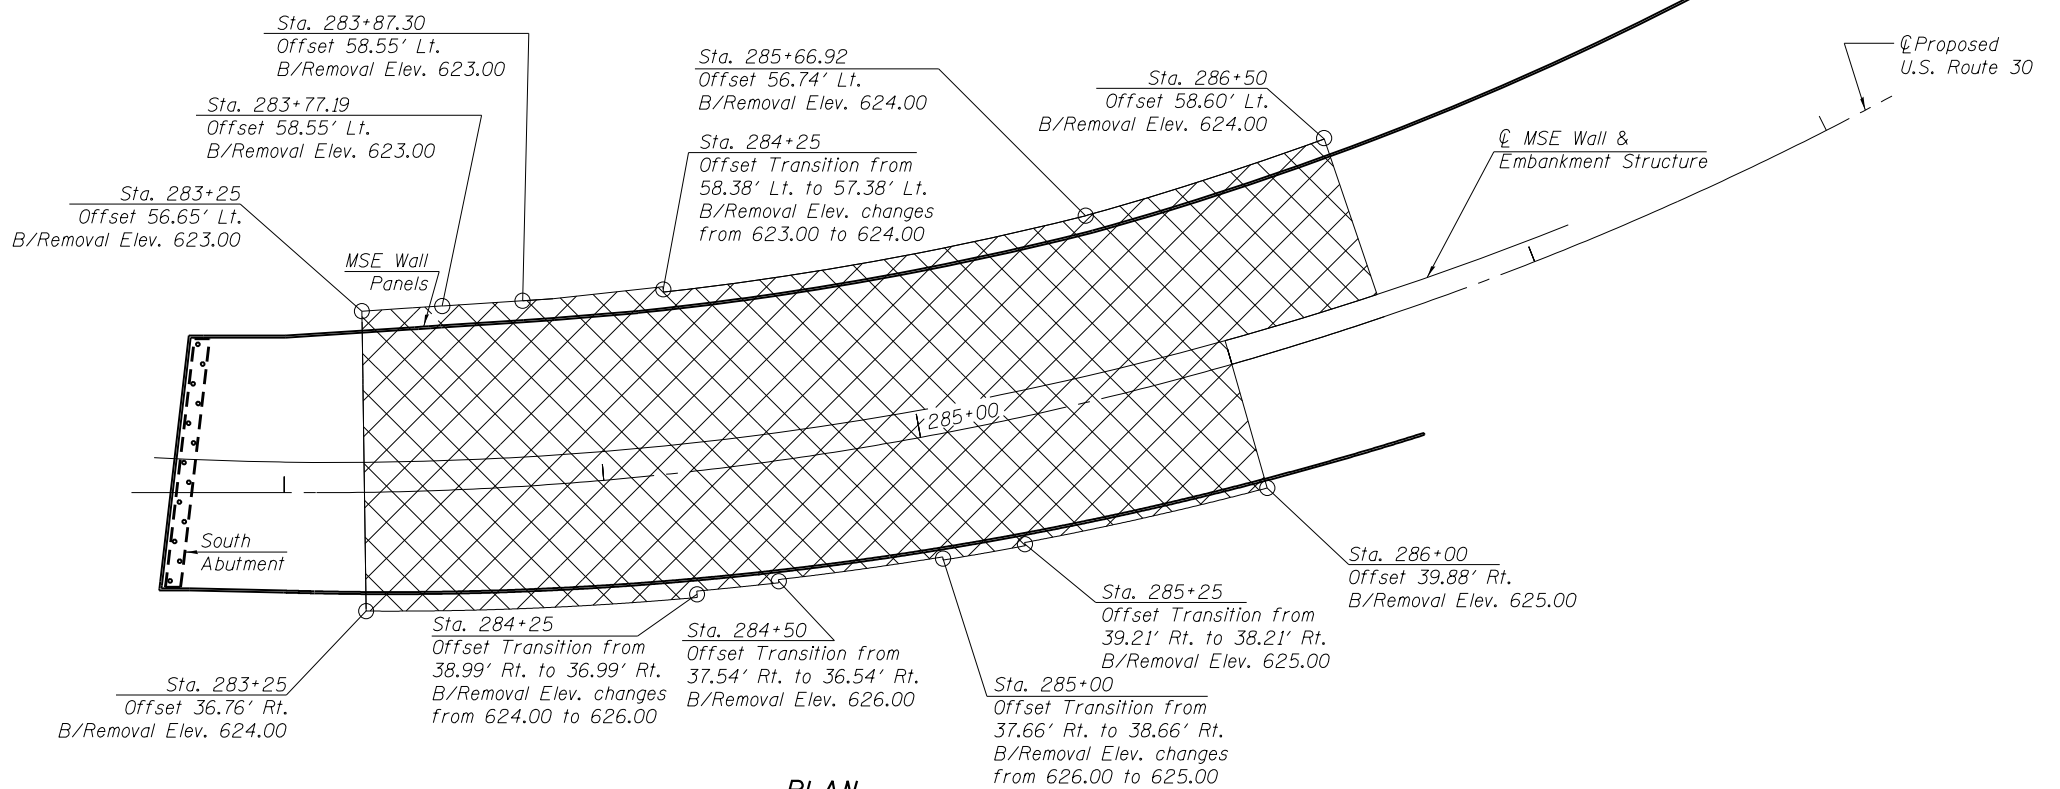 Sta. 283+87.30
Offset 58.55' Lt.
B/Removal Elev. 623.00
Sta. 283+77.19
Offset 58.55' Lt.
B/Removal Elev. 623.00
Sta. 283+25
Offset 56.65' Lt.
B/Removal Elev. 623.00
MSE Wall
Panels
Sta. 285+66.92
Offset 56.74' Lt.
B/Removal Elev. 624.00
Sta. 284+25
Offset Transition from
58.38' Lt. to 57.38' Lt.
B/Removal Elev. changes
from 623.00 to 624.00
Sta. 286+50
Offset 58.60' Lt.
B/Removal Elev. 624.00
℄ Proposed
U.S. Route 30
℄ MSE Wall &
Embankment Structure
285+00
South
Abutment
Sta. 283+25
Offset 36.76' Rt.
B/Removal Elev. 624.00
Sta. 284+25
Offset Transition from
38.99' Rt. to 36.99' Rt.
B/Removal Elev. changes
from 624.00 to 626.00
Sta. 284+50
Offset Transition from
37.54' Rt. to 36.54' Rt.
B/Removal Elev. 626.00
Sta. 285+00
Offset Transition from
37.66' Rt. to 38.66' Rt.
B/Removal Elev. changes
from 626.00 to 625.00
Sta. 285+25
Offset Transition from
39.21' Rt. to 38.21' Rt.
B/Removal Elev. 625.00
Sta. 286+00
Offset 39.88' Rt.
B/Removal Elev. 625.00
PLAN